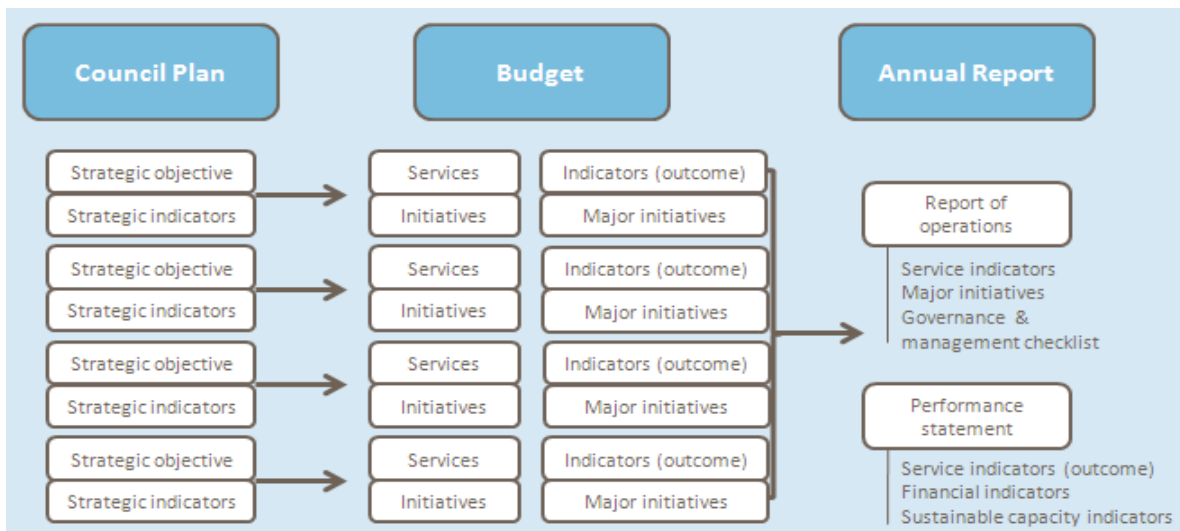 Council Plan
Budget
Annual Report
Strategic objective
Strategic indicators
Services
Initiatives
Indicators (outcome)
Major initiatives
Strategic objective
Strategic indicators
Services
Initiatives
Indicators (outcome)
Major initiatives
Strategic objective
Strategic indicators
Services
Initiatives
Indicators (outcome)
Major initiatives
Strategic objective
Strategic indicators
Services
Initiatives
Indicators (outcome)
Major initiatives
Report of
operations
Service indicators
Major initiatives
Governance &
management checklist
Performance
statement
Service indicators (outcome)
Financial indicators
Sustainable capacity indicators